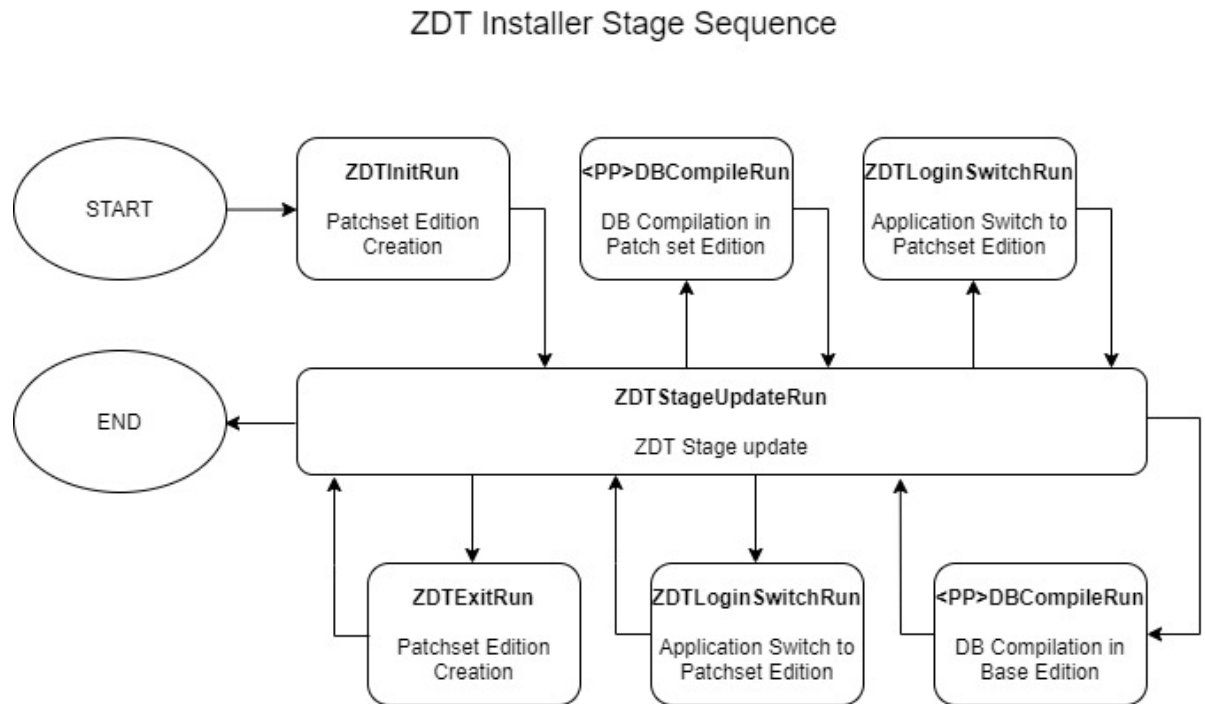 ZDT Installer Stage Sequence
START
ZDTInitRun
Patchset Edition
Creation
<PP>DBCompileRun
DB Compilation in
Patch set Edition
ZDTLoginSwitchRun
Application Switch to
Patchset Edition
END
ZDTStageUpdateRun
ZDT Stage update
ZDTExitRun
Patchset Edition
Creation
ZDTLoginSwitchRun
Application Switch to
Patchset Edition
<PP>DBCompileRun
DB Compilation in
Base Edition